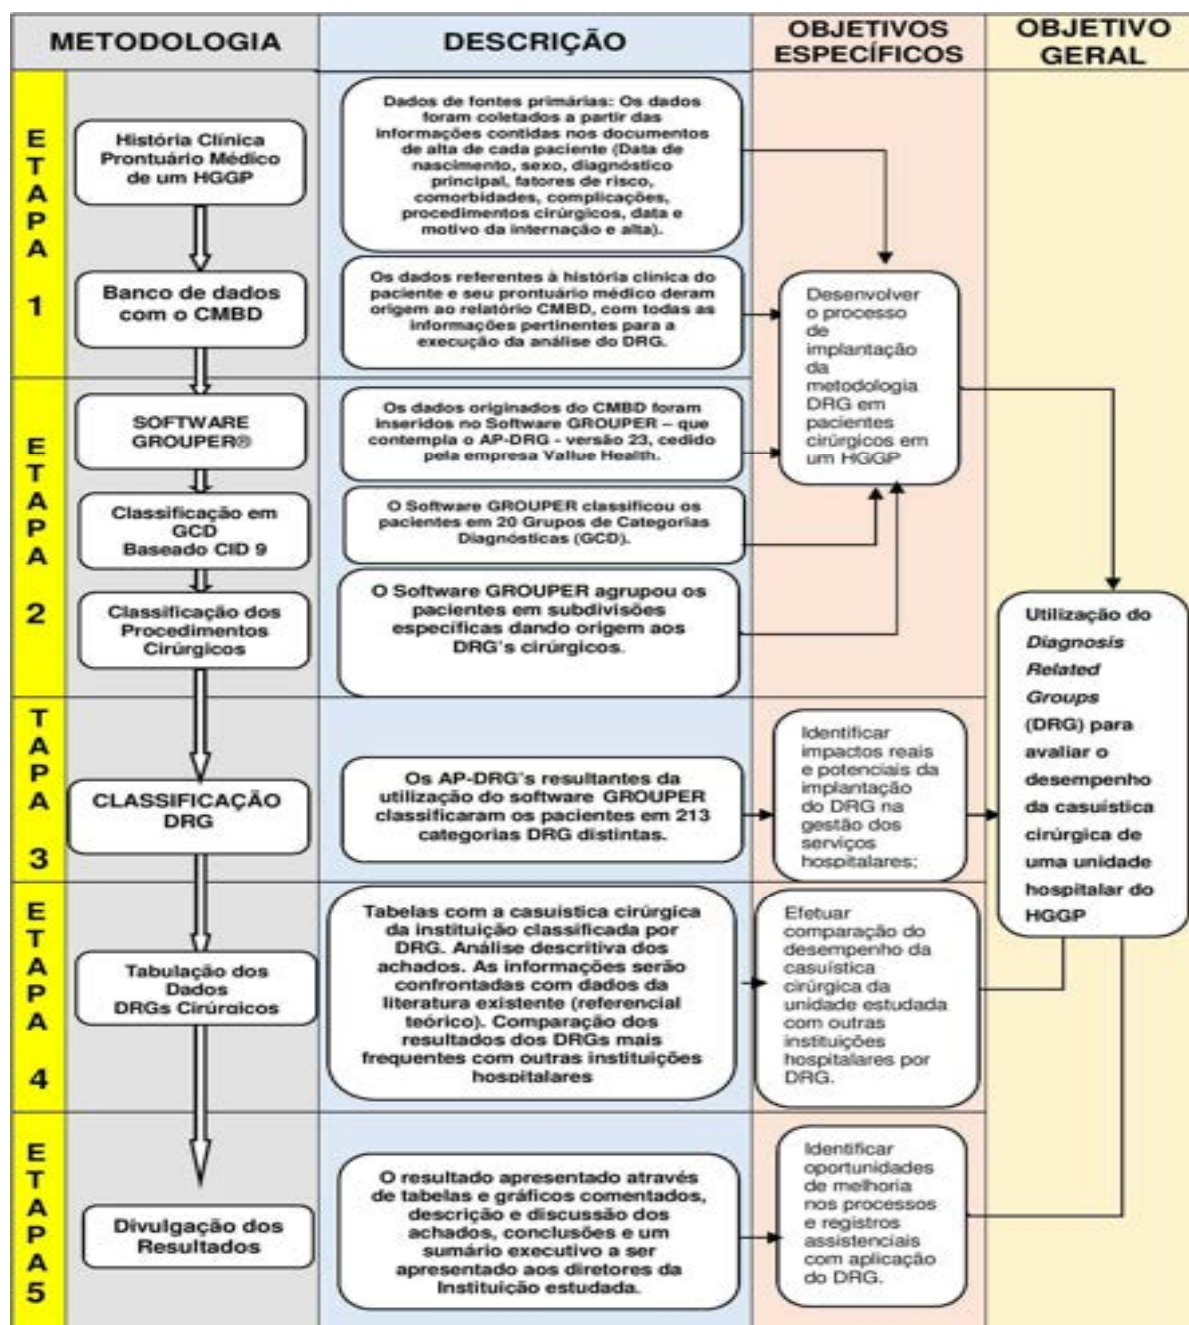 METODOLOGIA
DESCRIÇÃO
OBJETIVOS
ESPECÍFICOS
OBJETIVO
GERAL
ETAPA
1
História Clínica
Prontuário Médico
de um HGGP
Dados de fontes primárias: Os dados
foram coletados a partir das
informações contidas nos documentos
de alta de cada paciente (Data de
nascimento, sexo, diagnóstico
principal, fatores de risco,
comorbidades, complicações,
procedimentos cirúrgicos, data e
motivo da internação e alta).
Banco de dados
com o CMBD
Os dados referentes à história clínica do
paciente e seu prontuário médico deram
origem ao relatório CMBD, com todas as
informações pertinentes para a
execução da análise do DRG.
Desenvolver
o processo
de
implantação
da
metodologia
DRG em
pacientes
cirúrgicos em
um HGGP
ETAPA
2
SOFTWARE
GROUPER®
Os dados originados do CMBD foram
inseridos no Software GROUPER – que
contempla o AP-DRG - versão 23, cedido
pela empresa Vallue Health.
Classificação em
GCD
Baseado CID 9
O Software GROUPER classificou os
pacientes em 20 Grupos de Categorias
Diagnósticas (GCD).
Classificação dos
Procedimentos
Cirúrgicos
O Software GROUPER agrupou os
pacientes em subdivisões
específicas dando origem aos
DRG's cirúrgicos.
Utilização do
Diagnosis
Related
Groups
(DRG) para
avaliar o
desempenho
da casuística
cirúrgica de
uma unidade
hospitalar do
HGGP
TAPA
3
CLASSIFICAÇÃO
DRG
Os AP-DRG's resultantes da
utilização do software GROUPER
classificaram os pacientes em 213
categorias DRG distintas.
Identificar
impactos reais
e potenciais da
implantação
do DRG na
gestão dos
serviços
hospitalares;
ETAPA
4
Tabulação dos
Dados
DRGs Cirúrgicos
Tabelas com a casuística cirúrgica
da instituição classificada por
DRG. Análise descritiva dos
achados. As informações serão
confrontadas com dados da
literatura existente (referencial
teórico). Comparação dos
resultados dos DRGs mais
frequentes com outras instituições
hospitalares
Efetuar
comparação do
desempenho da
casuística
cirúrgica da
unidade estudada
com outras
instituições
hospitalares por
DRG.
ETAPA5
Divulgação dos
Resultados
O resultado apresentado através
de tabelas e gráficos comentados,
descrição e discussão dos
achados, conclusões e um
sumário executivo a ser
apresentado aos diretores da
Instituição estudada.
Identificar
oportunidades
de melhoria
nos processos
e registros
assistenciais
com aplicação
do DRG.